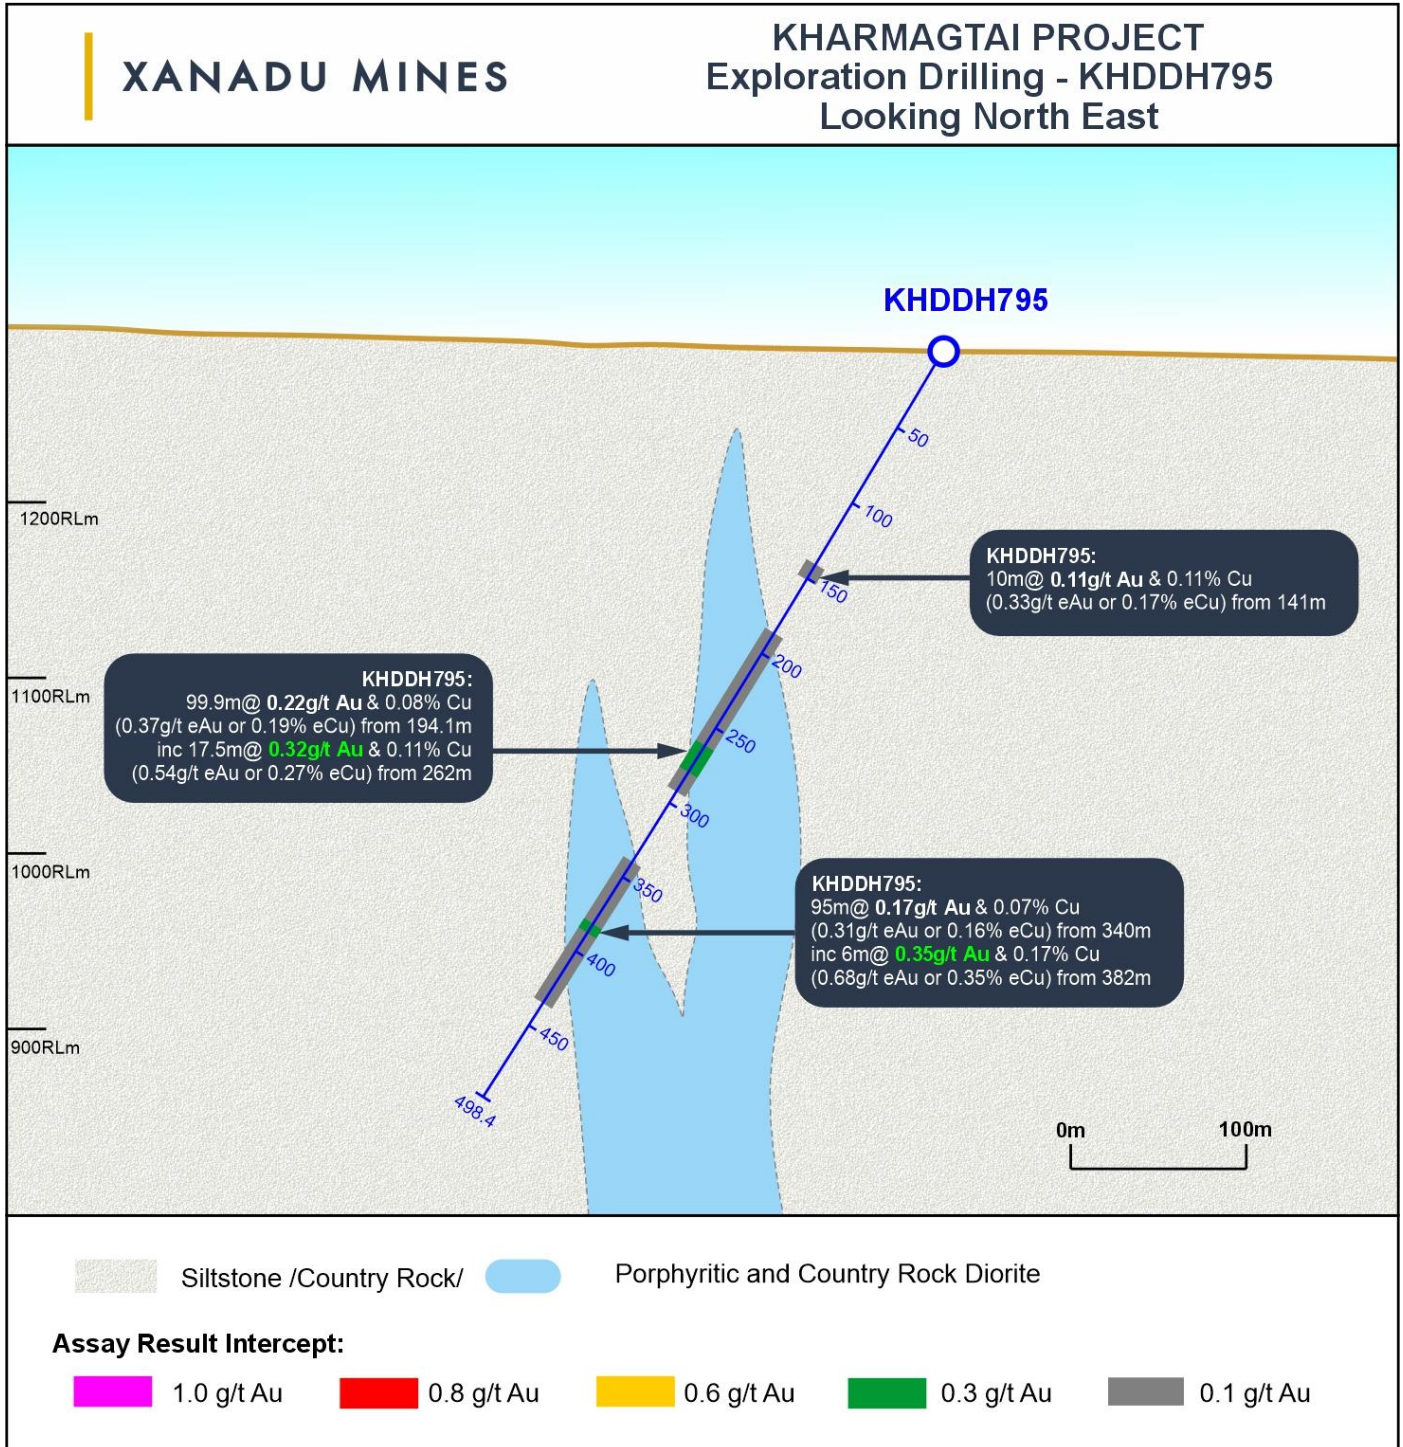 XANADU MINES
KHARMAGTAI PROJECT
Exploration Drilling - KHDDH795
Looking North East
KHDDH795
50
100
150
200
250
300
350
400
450
498.4
1200RLm
1100RLm
1000RLm
900RLm
KHDDH795:
10m@ 0.11g/t Au & 0.11% Cu
(0.33g/t eAu or 0.17% eCu) from 141m
KHDDH795:
99.9m@ 0.22g/t Au & 0.08% Cu
(0.37g/t eAu or 0.19% eCu) from 194.1m
inc 17.5m@ 0.32g/t Au & 0.11% Cu
(0.54g/t eAu or 0.27% eCu) from 262m
KHDDH795:
95m@ 0.17g/t Au & 0.07% Cu
(0.31g/t eAu or 0.16% eCu) from 340m
inc 6m@ 0.35g/t Au & 0.17% Cu
(0.68g/t eAu or 0.35% eCu) from 382m
0m 100m
Siltstone /Country Rock/ Porphyritic and Country Rock Diorite
Assay Result Intercept:
1.0 g/t Au 0.8 g/t Au 0.6 g/t Au 0.3 g/t Au 0.1 g/t Au